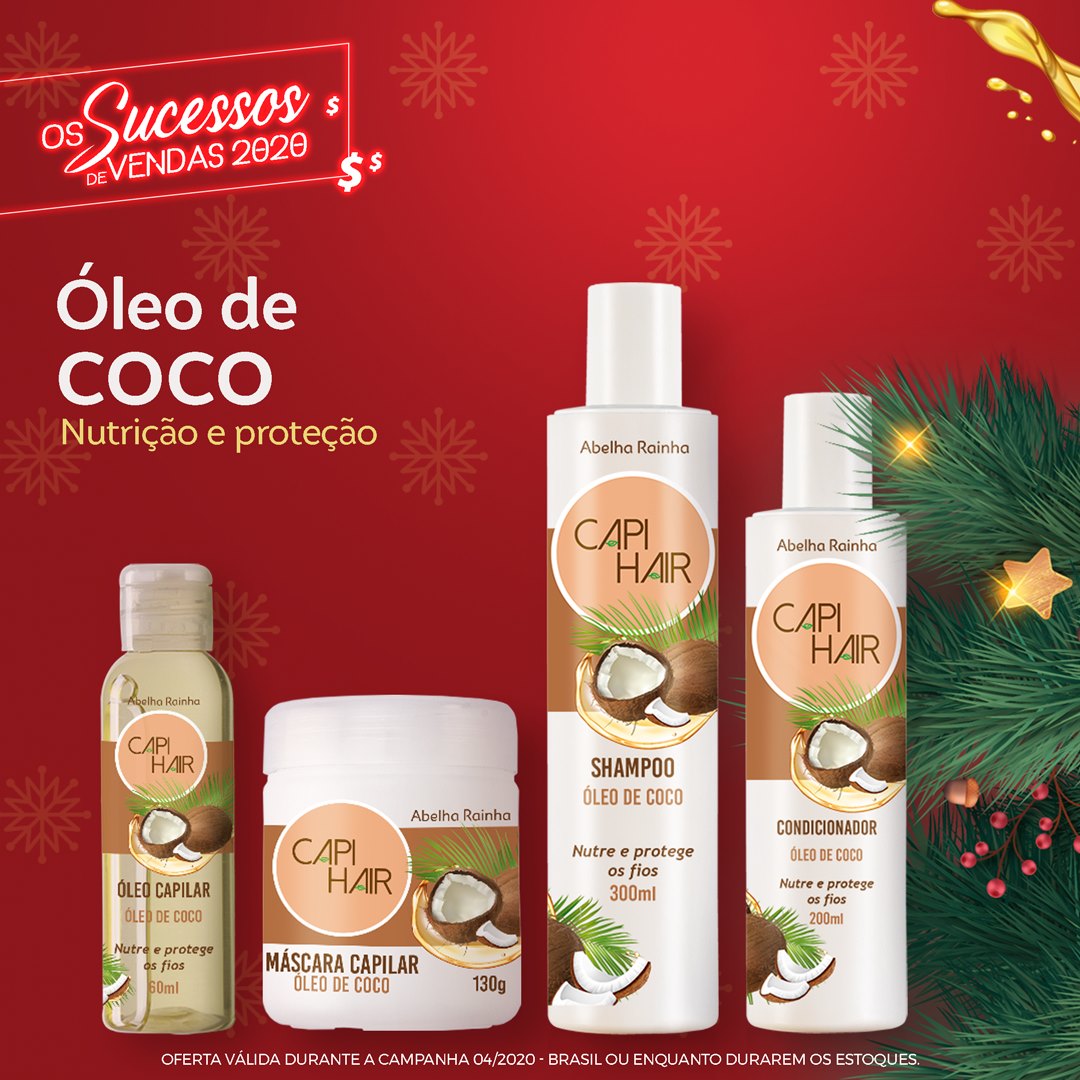 OS Sucessos
DE VENDAS 2020
$
$
$
Óleo de
COCO
Nutrição e proteção
Abelha Rainha
CAPI
HAIR
ÓLEO CAPILAR
ÓLEO DE COCO
Nutre e protege
os fios
60ml
Abelha Rainha
CAPI
HAIR
MÁSCARA CAPILAR
ÓLEO DE COCO
130g
Abelha Rainha
CAPI
HAIR
SHAMPOO
ÓLEO DE COCO
Nutre e protege
os fios
300ml
Abelha Rainha
CAPI
HAIR
CONDICIONADOR
ÓLEO DE COCO
Nutre e protege
os fios
200ml
OFERTA VÁLIDA DURANTE A CAMPANHA 04/2020 - BRASIL OU ENQUANTO DURAREM OS ESTOQUES.